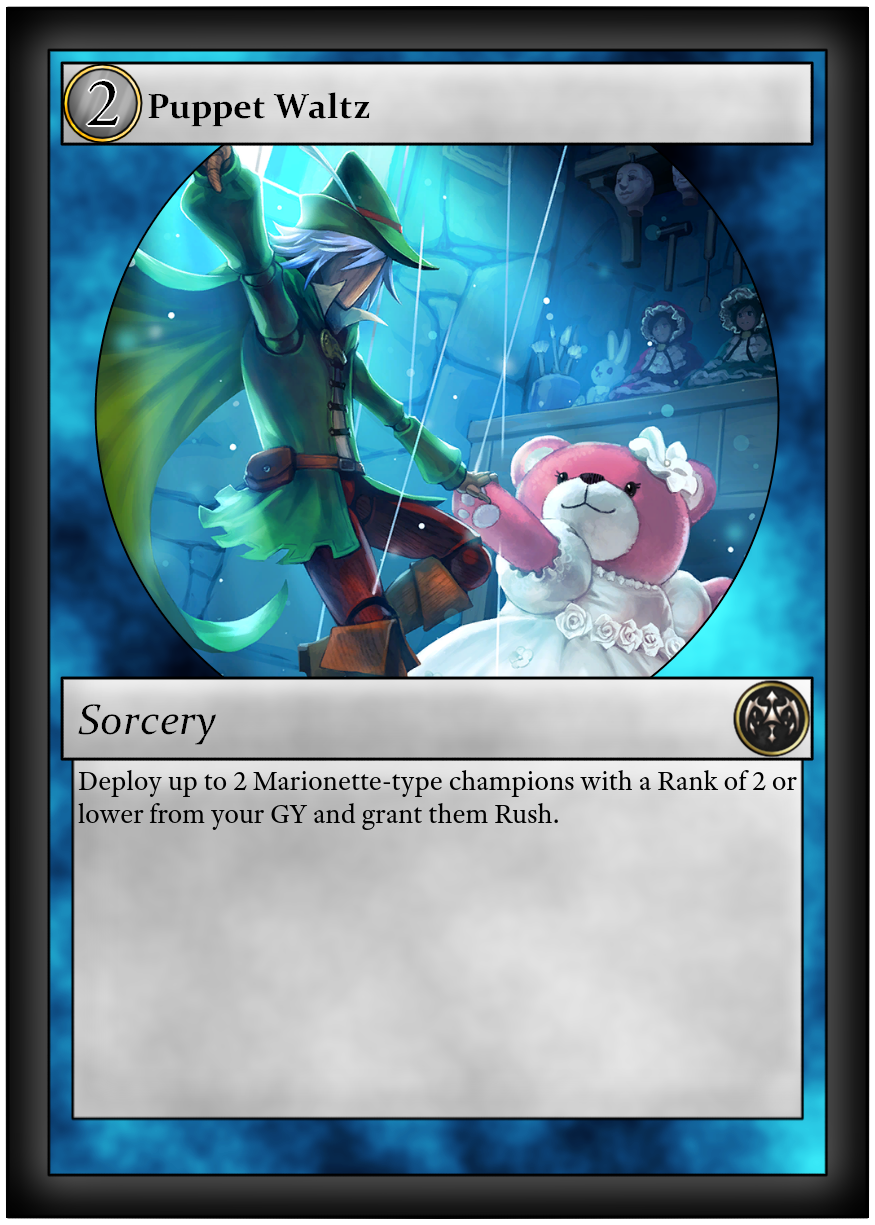 2
Puppet Waltz
Sorcery
Deploy up to 2 Marionette-type champions with a Rank of 2 or
lower from your GY and grant them Rush.